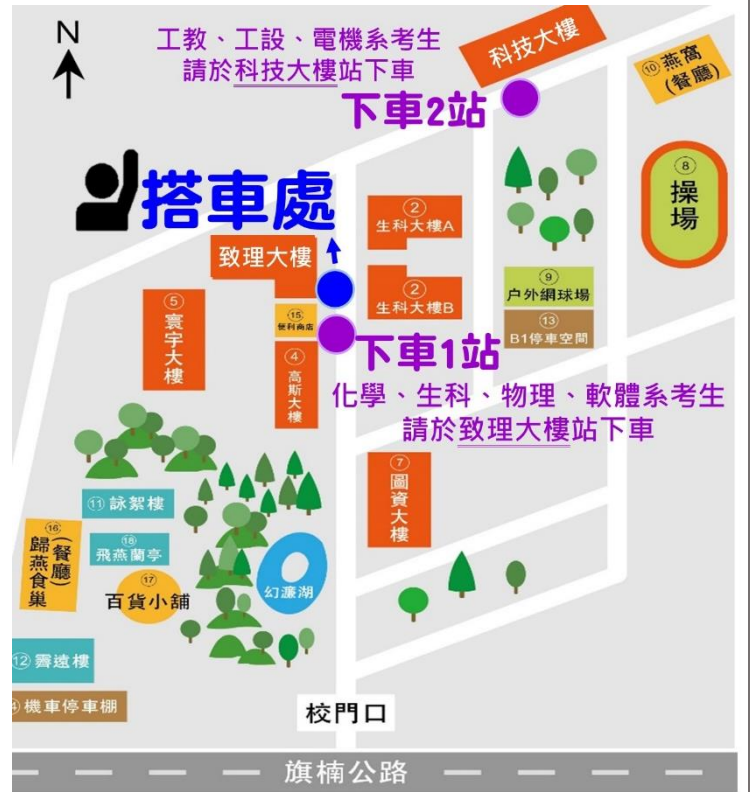 N
工教、工設、電機系考生
請於科技大樓站下車
科技大樓
⑩燕窩
(餐廳)
下車2站
⑧
操場
搭車處
②
生科大樓A
致理大樓
②
生科大樓B
⑨
户外網球場
⑬
B1停車空間
⑤
寰宇大樓
⑮
便利商店
④
高斯大樓
下車1站
化學、生科、物理、軟體系考生
請於致理大樓站下車
⑦
圖資大樓
⑪詠絮樓
⑯
歸燕食巢
(餐廳)
⑱
飛燕蘭亭
⑰
百貨小舖
幻濂湖
⑫霽遠樓
機車停車棚
校門口
旗楠公路